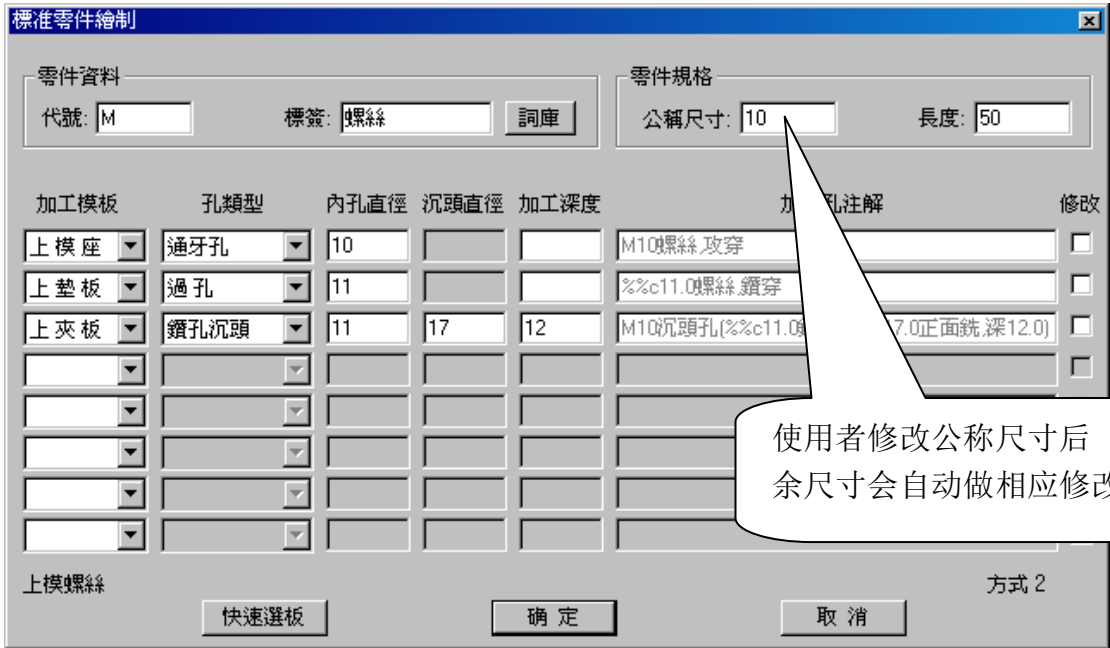 標准零件繪制
零件資料
零件規格
代號: M 標簽: 螺絲 詞庫
公稱尺寸: 10 長度: 50
加工模板 孔類型 內孔直徑 沉頭直徑 加工深度 加 孔注解 修改
上模座 通牙孔 10 M10螺絲,攻穿
上墊板 過孔 11 %%c11.0螺絲,鑽穿
上夾板 鑽孔沉頭 11 17 12 M10沉頭孔(%%c11.0 7.0正面銑,深12.0)
使用者修改公称尺寸后
余尺寸会自动做相应修改
上模螺絲 方式 2
快速選板 确 定 取 消